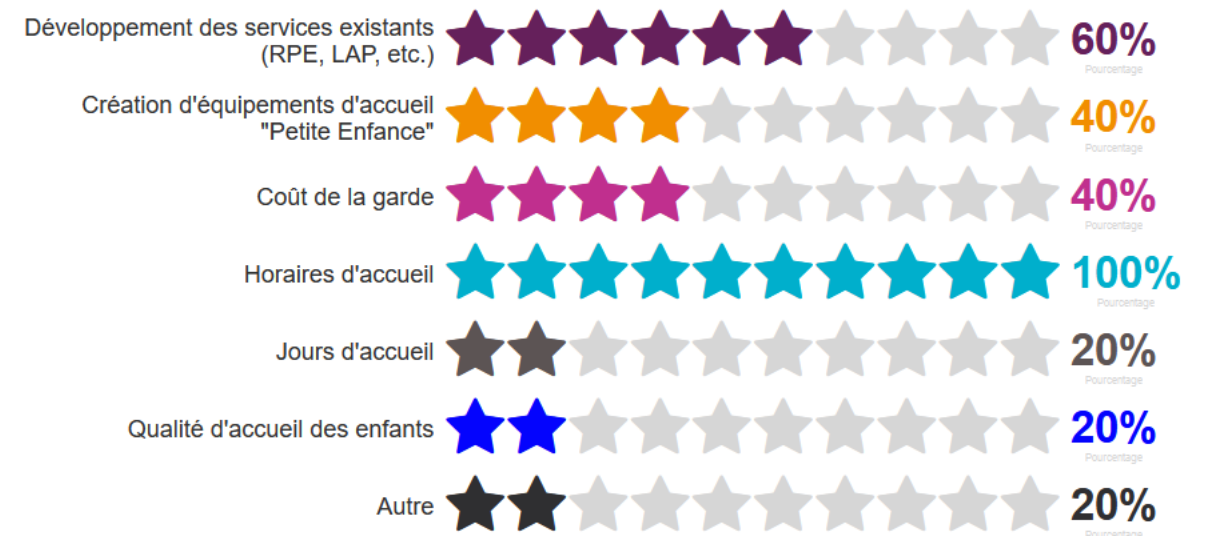 Développement des services existants
(RPE, LAP, etc.)
60%
Pourcentage
Création d'équipements d'accueil
"Petite Enfance"
40%
Pourcentage
Coût de la garde
40%
Pourcentage
Horaires d'accueil
100%
Pourcentage
Jours d'accueil
20%
Pourcentage
Qualité d'accueil des enfants
20%
Pourcentage
Autre
20%
Pourcentage